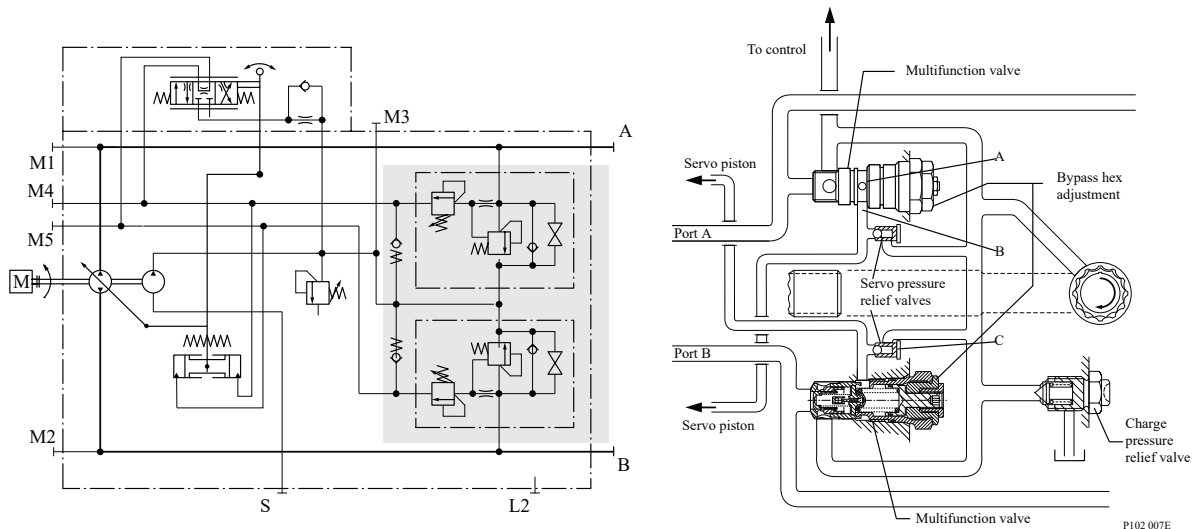 M3
A
M1
M4
M5
M
M2
B
S
L2
To control
Multifunction valve
Servo piston
A
Bypass hex
adjustment
Port A
B
Servo pressure
relief valves
Port B
C
Servo piston
Charge
pressure
relief valve
Multifunction valve
P102 007E